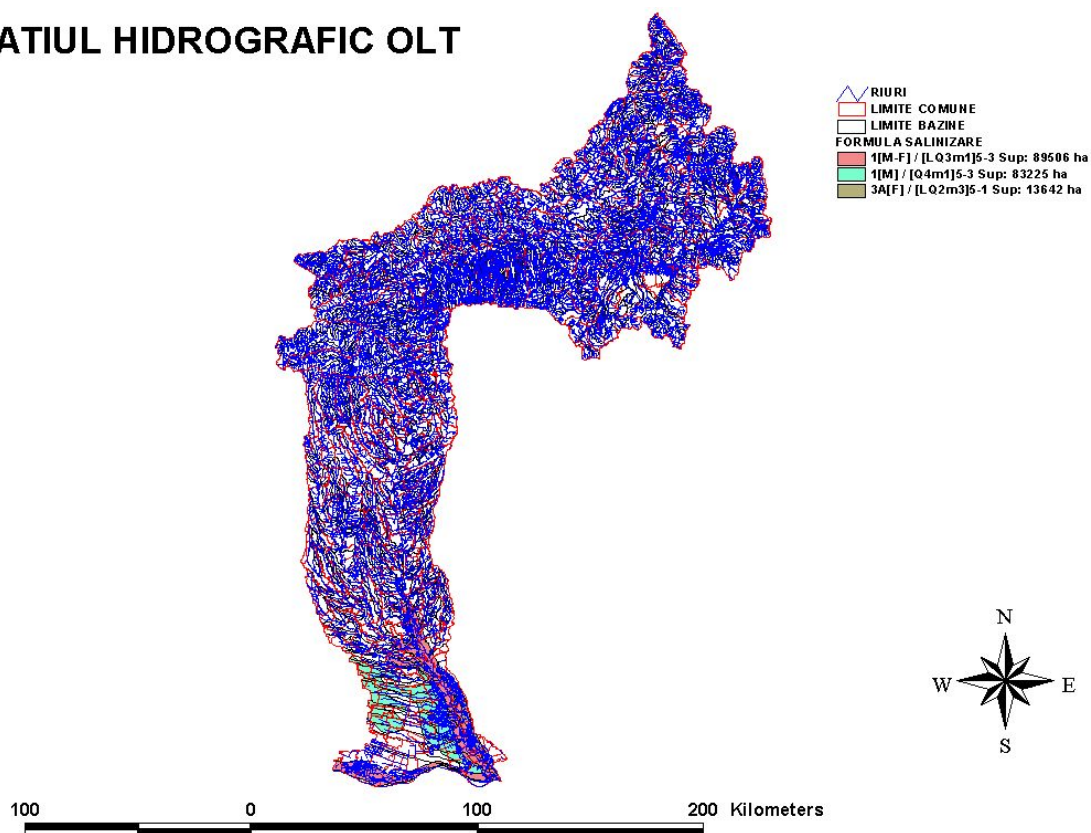 ATIUL HIDROGRAFIC OLT
RIURI
LIMITE COMUNE
LIMITE BAZINE
FORMULA SALINIZARE
1[M-F] / [LQ3m1]5-3 Sup: 89506 ha
1[M] / [Q4m1]5-3 Sup: 83225 ha
3A[F] / [LQ2m3]5-1 Sup: 13642 ha
N
W E
S
100 0 100 200 Kilometers